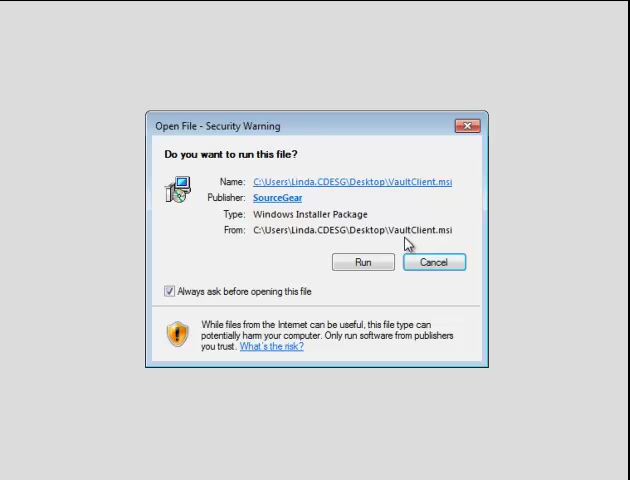 Open File - Security Warning
Do you want to run this file?
Name: C:\Users\Linda.CDESG\Desktop\VaultClient.msi
Publisher: SourceGear
Type: Windows Installer Package
From: C:\Users\Linda.CDESG\Desktop\VaultClient.msi
Run Cancel
Always ask before opening this file
While files from the Internet can be useful, this file type can
potentially harm your computer. Only run software from publishers
you trust. What's the risk?